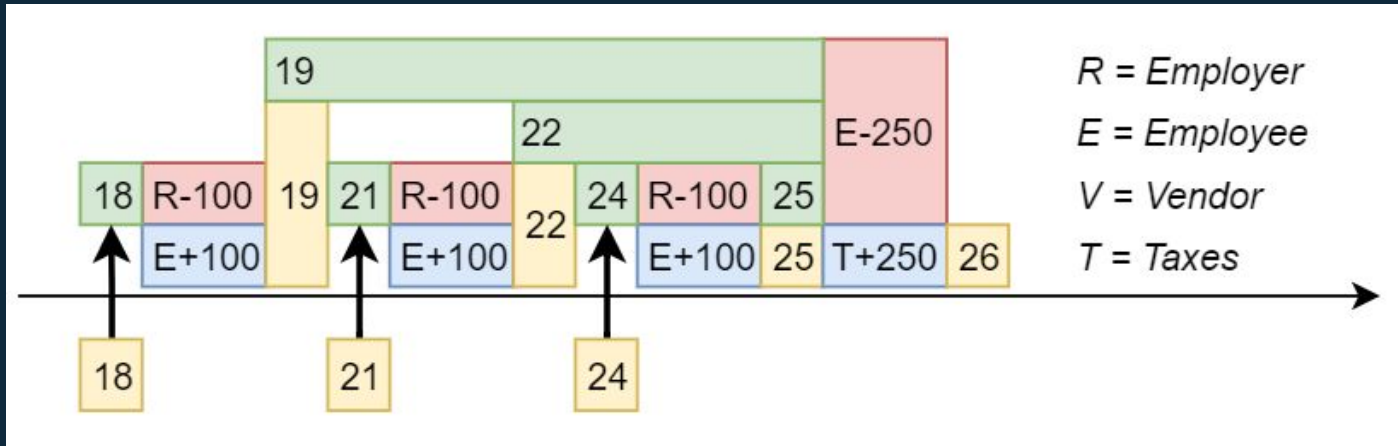 19
R = Employer
22
E-250
E = Employee
18 R-100 19 21 R-100 22 24 R-100 25
V = Vendor
E+100 E+100 E+100 25 T+250 26
T = Taxes
18 21 24